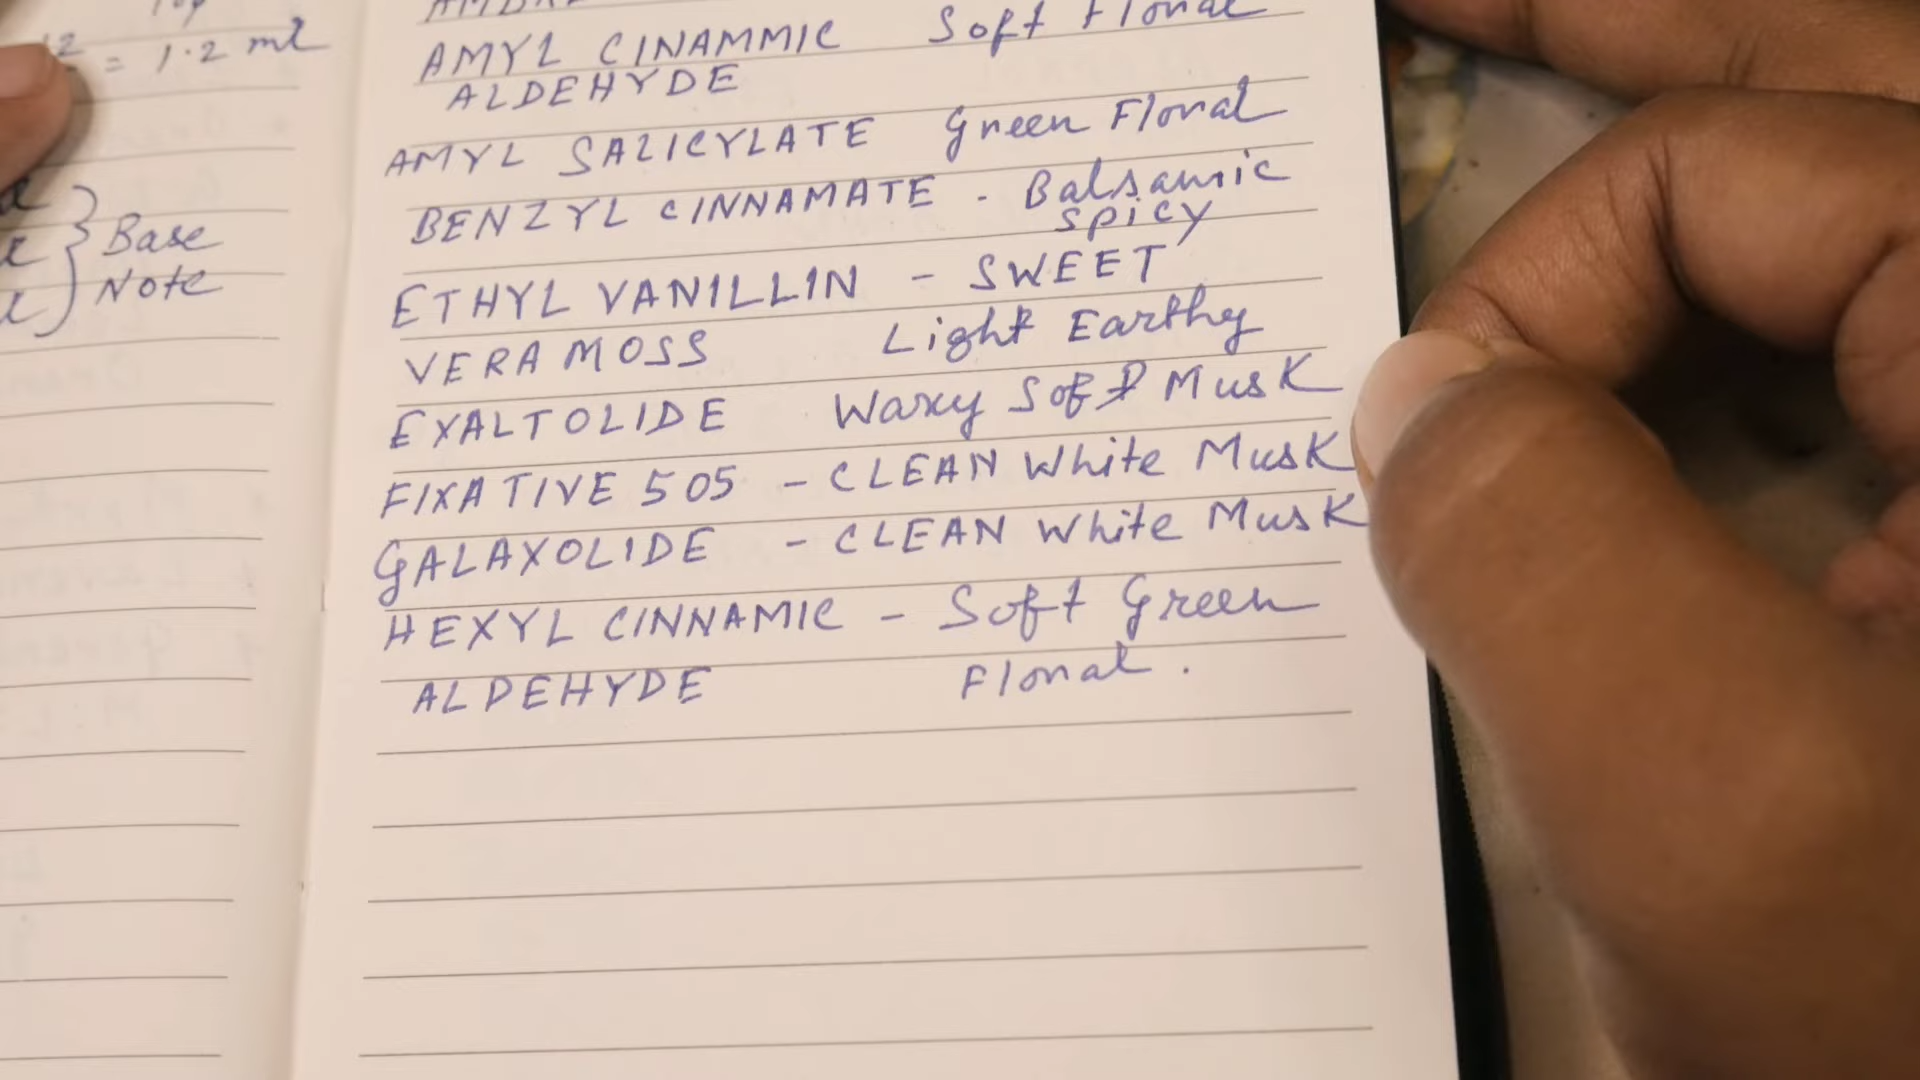 = 1.2 ml
Base
Note
AMYL CINAMMIC Soft Floral
ALDEHYDE
AMYL SALICYLATE Green Floral
BENZYL CINNAMATE - Balsamic
SPICY
ETHYL VANILLIN - SWEET
VERAMOSS Light Earthy
EXALTOLIDE Waxy Soft Musk
FIXATIVE 505 - CLEAN White Musk
GALAXOLIDE - CLEAN White Musk
HEXYL CINNAMIC - Soft Green
ALDEHYDE Floral.